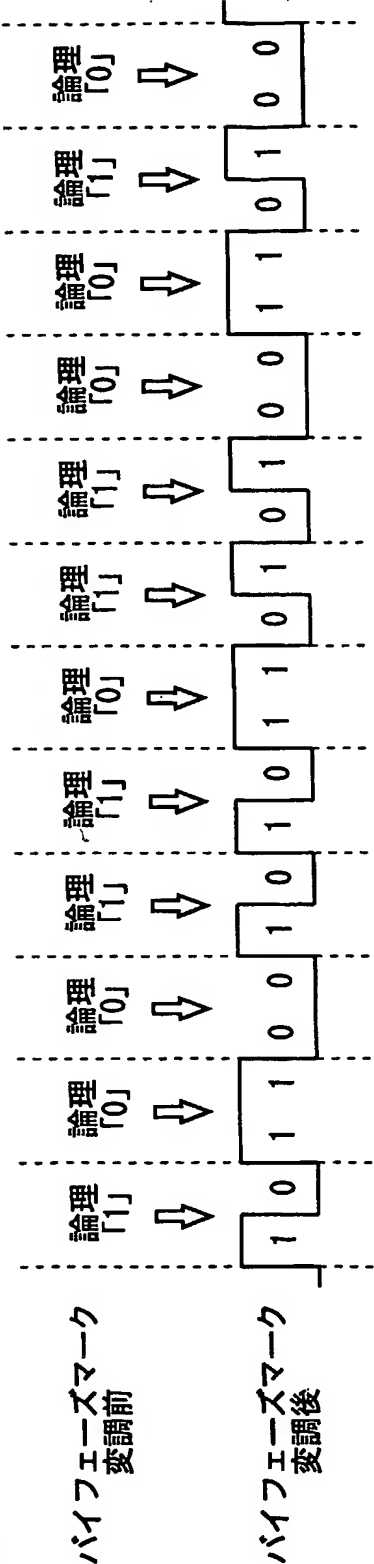 バイフェーズマーク
変調前
論理
「1」
論理
「0」
論理
「0」
論理
「1」
論理
「1」
論理
「0」
論理
「1」
論理
「1」
論理
「0」
論理
「0」
論理
「1」
論理
「0」
バイフェーズマーク
変調後
1 0 1 1 0 0 1 0 1 0 1 1 0 1 0 1 0 0 1 1 0 1 0 0